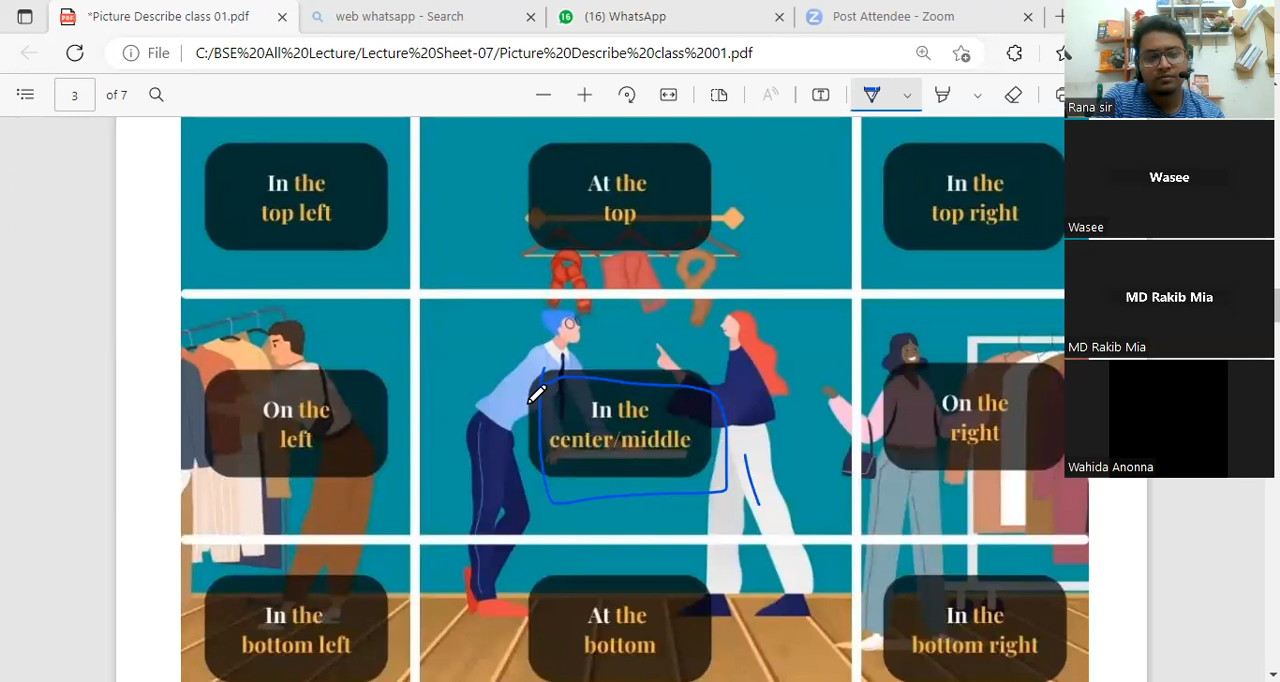 *Picture Describe class 01.pdf
web whatsapp - Search
16
(16) WhatsApp
Post Attendee - Zoom
File
C:/BSE%20All%20Lecture/Lecture%20Sheet-07/Picture%20Describe%20class%2001.pdf
3
of 7
Rana sir
In the
top left
At the
top
In the
top right
Wasee
Wasee
MD Rakib Mia
MD Rakib Mia
On the
left
In the
center/middle
On the
right
Wahida Anonna
In the
bottom left
At the
bottom
In the
bottom right